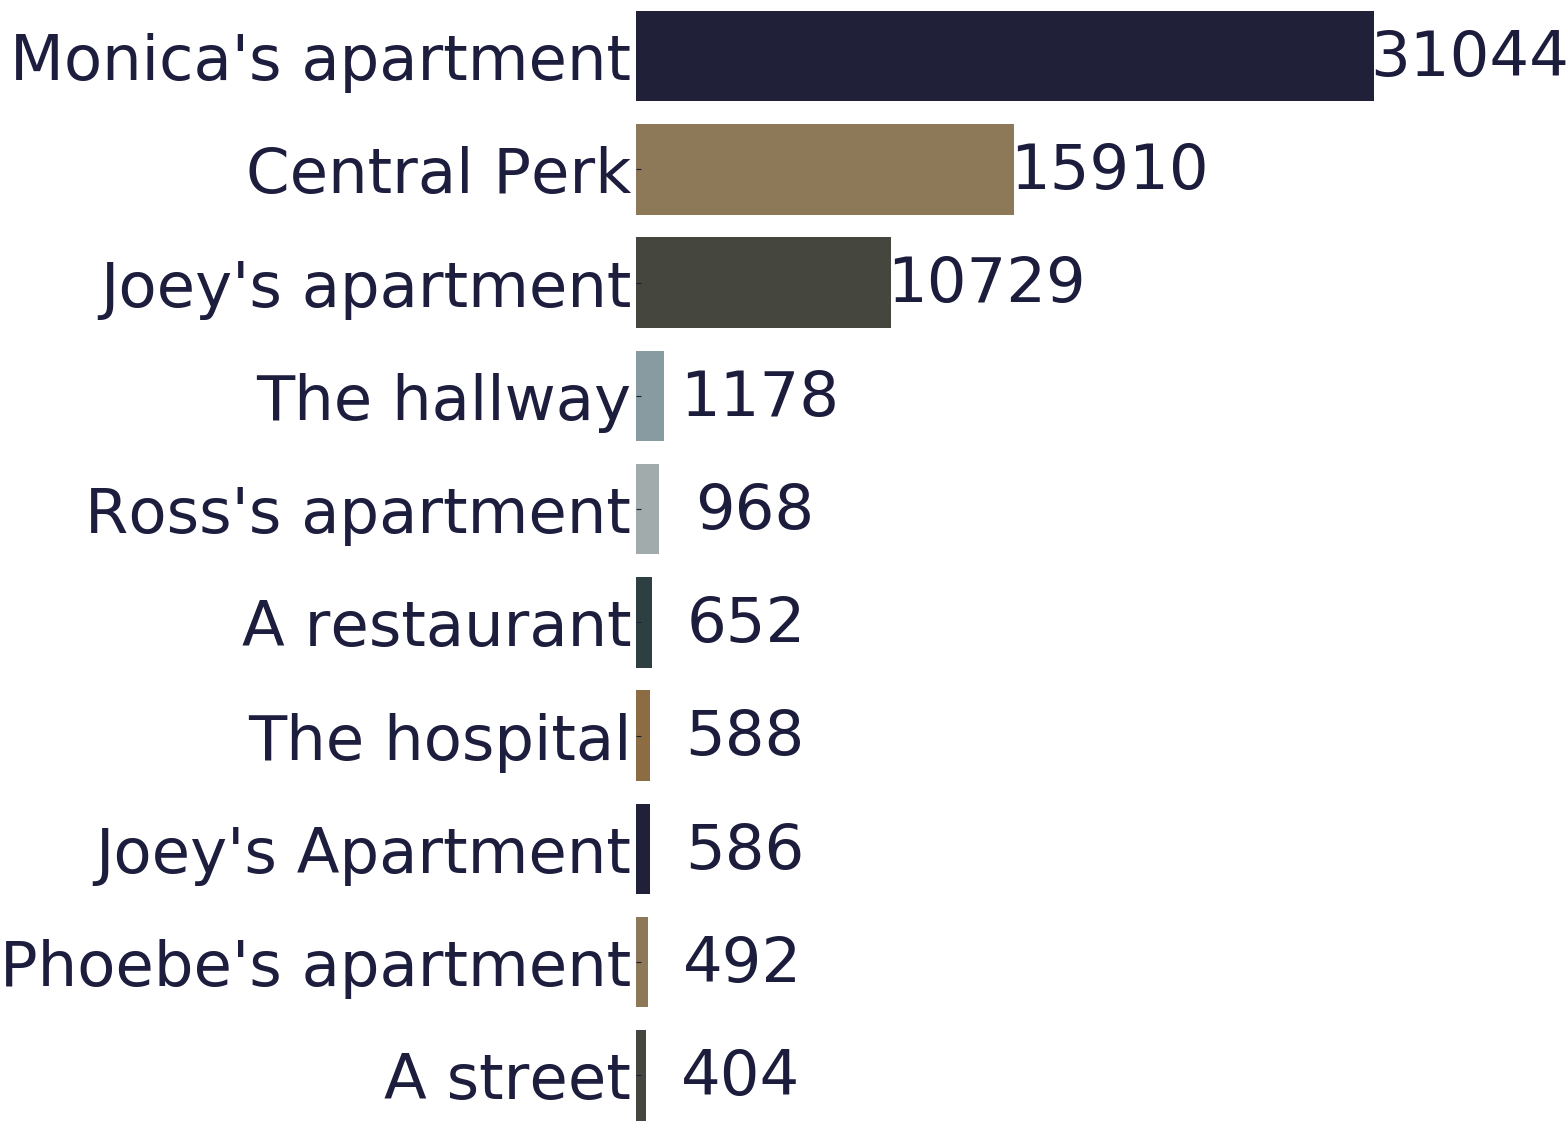 Monica's apartment 31044
Central Perk 15910
Joey's apartment 10729
The hallway 1178
Ross's apartment 968
A restaurant 652
The hospital 588
Joey's Apartment 586
Phoebe's apartment 492
A street 404